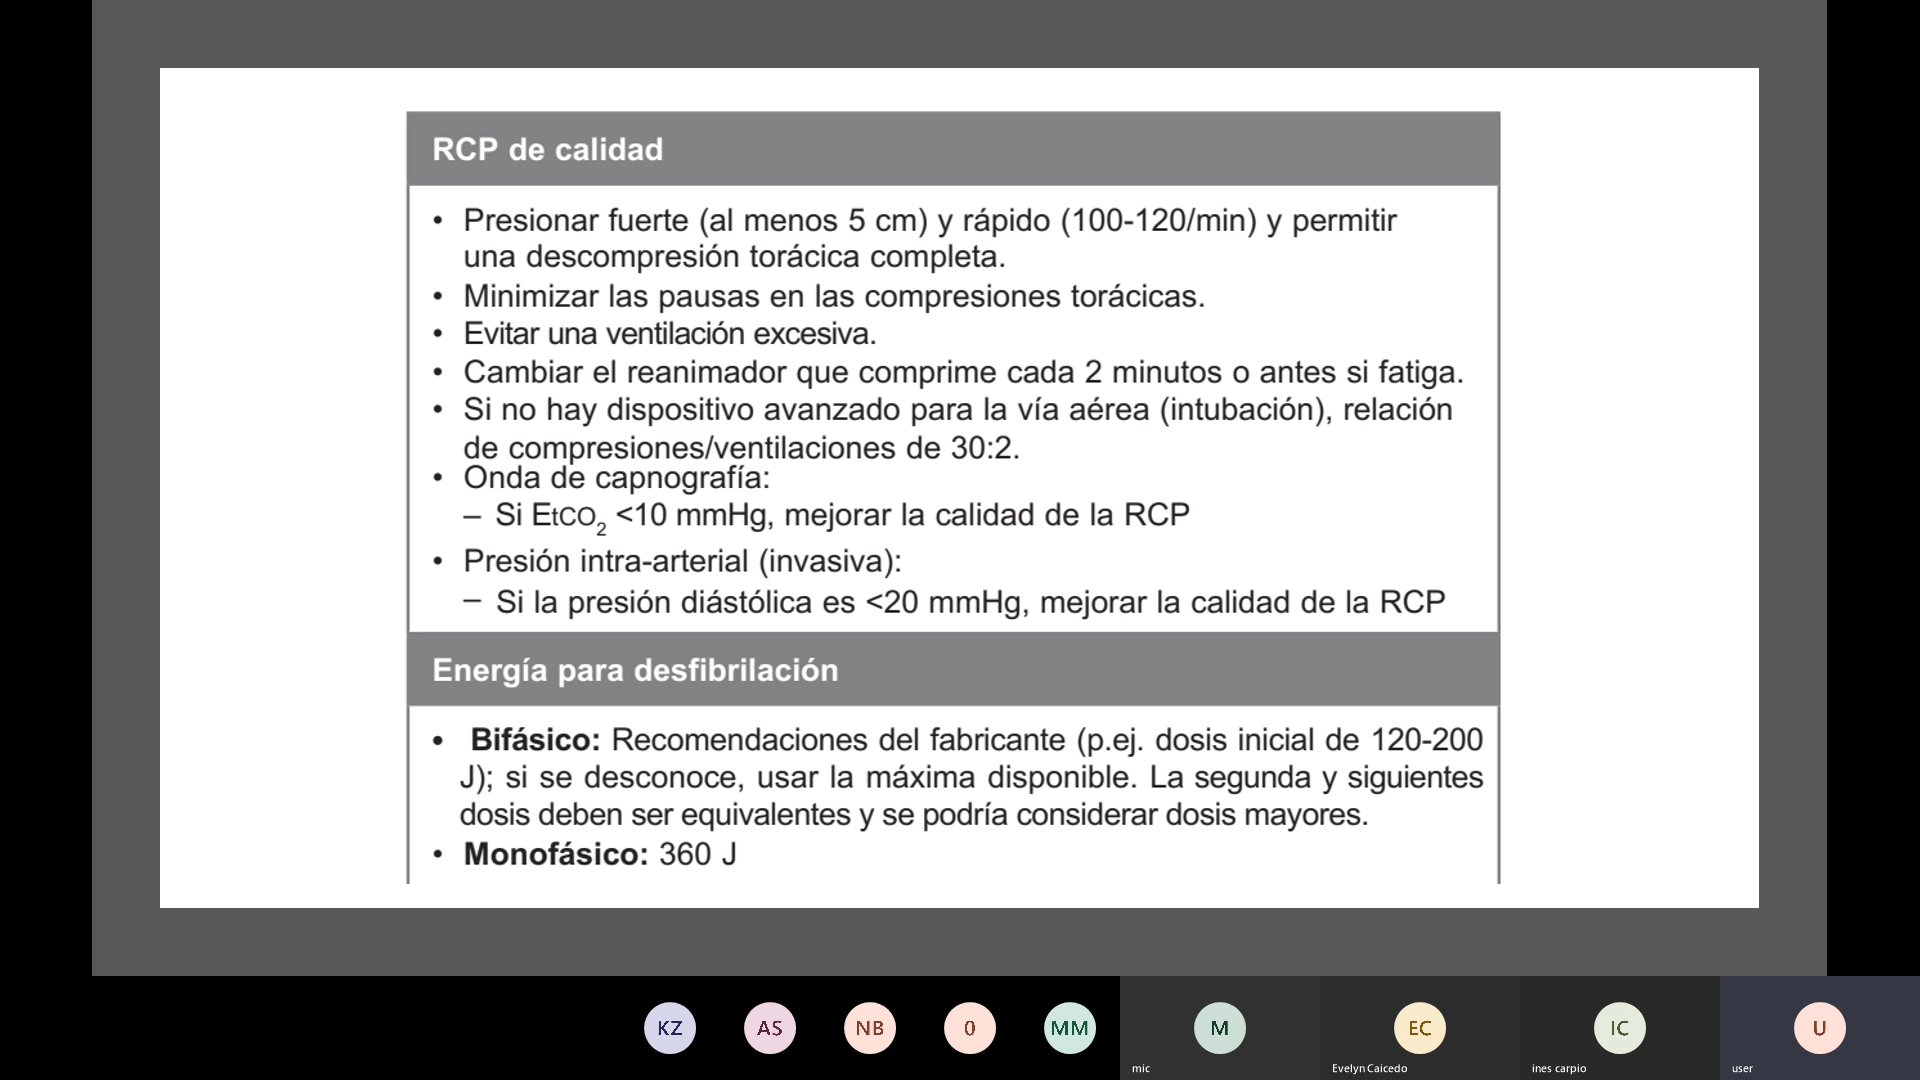 RCP de calidad
• Presionar fuerte (al menos 5 cm) y rápido (100-120/min) y permitir
una descompresión torácica completa.
• Minimizar las pausas en las compresiones torácicas.
• Evitar una ventilación excesiva.
• Cambiar el reanimador que comprime cada 2 minutos o antes si fatiga.
• Si no hay dispositivo avanzado para la vía aérea (intubación), relación
de compresiones/ventilaciones de 30:2.
• Onda de capnografía:
– Si EtCO2 <10 mmHg, mejorar la calidad de la RCP
• Presión intra-arterial (invasiva):
– Si la presión diástólica es <20 mmHg, mejorar la calidad de la RCP
Energía para desfibrilación
• Bifásico: Recomendaciones del fabricante (p.ej. dosis inicial de 120-200
J); si se desconoce, usar la máxima disponible. La segunda y siguientes
dosis deben ser equivalentes y se podría considerar dosis mayores.
• Monofásico: 360 J
KZ AS NB 0 MM M EC IC U
mic Evelyn Caicedo ines carpio user